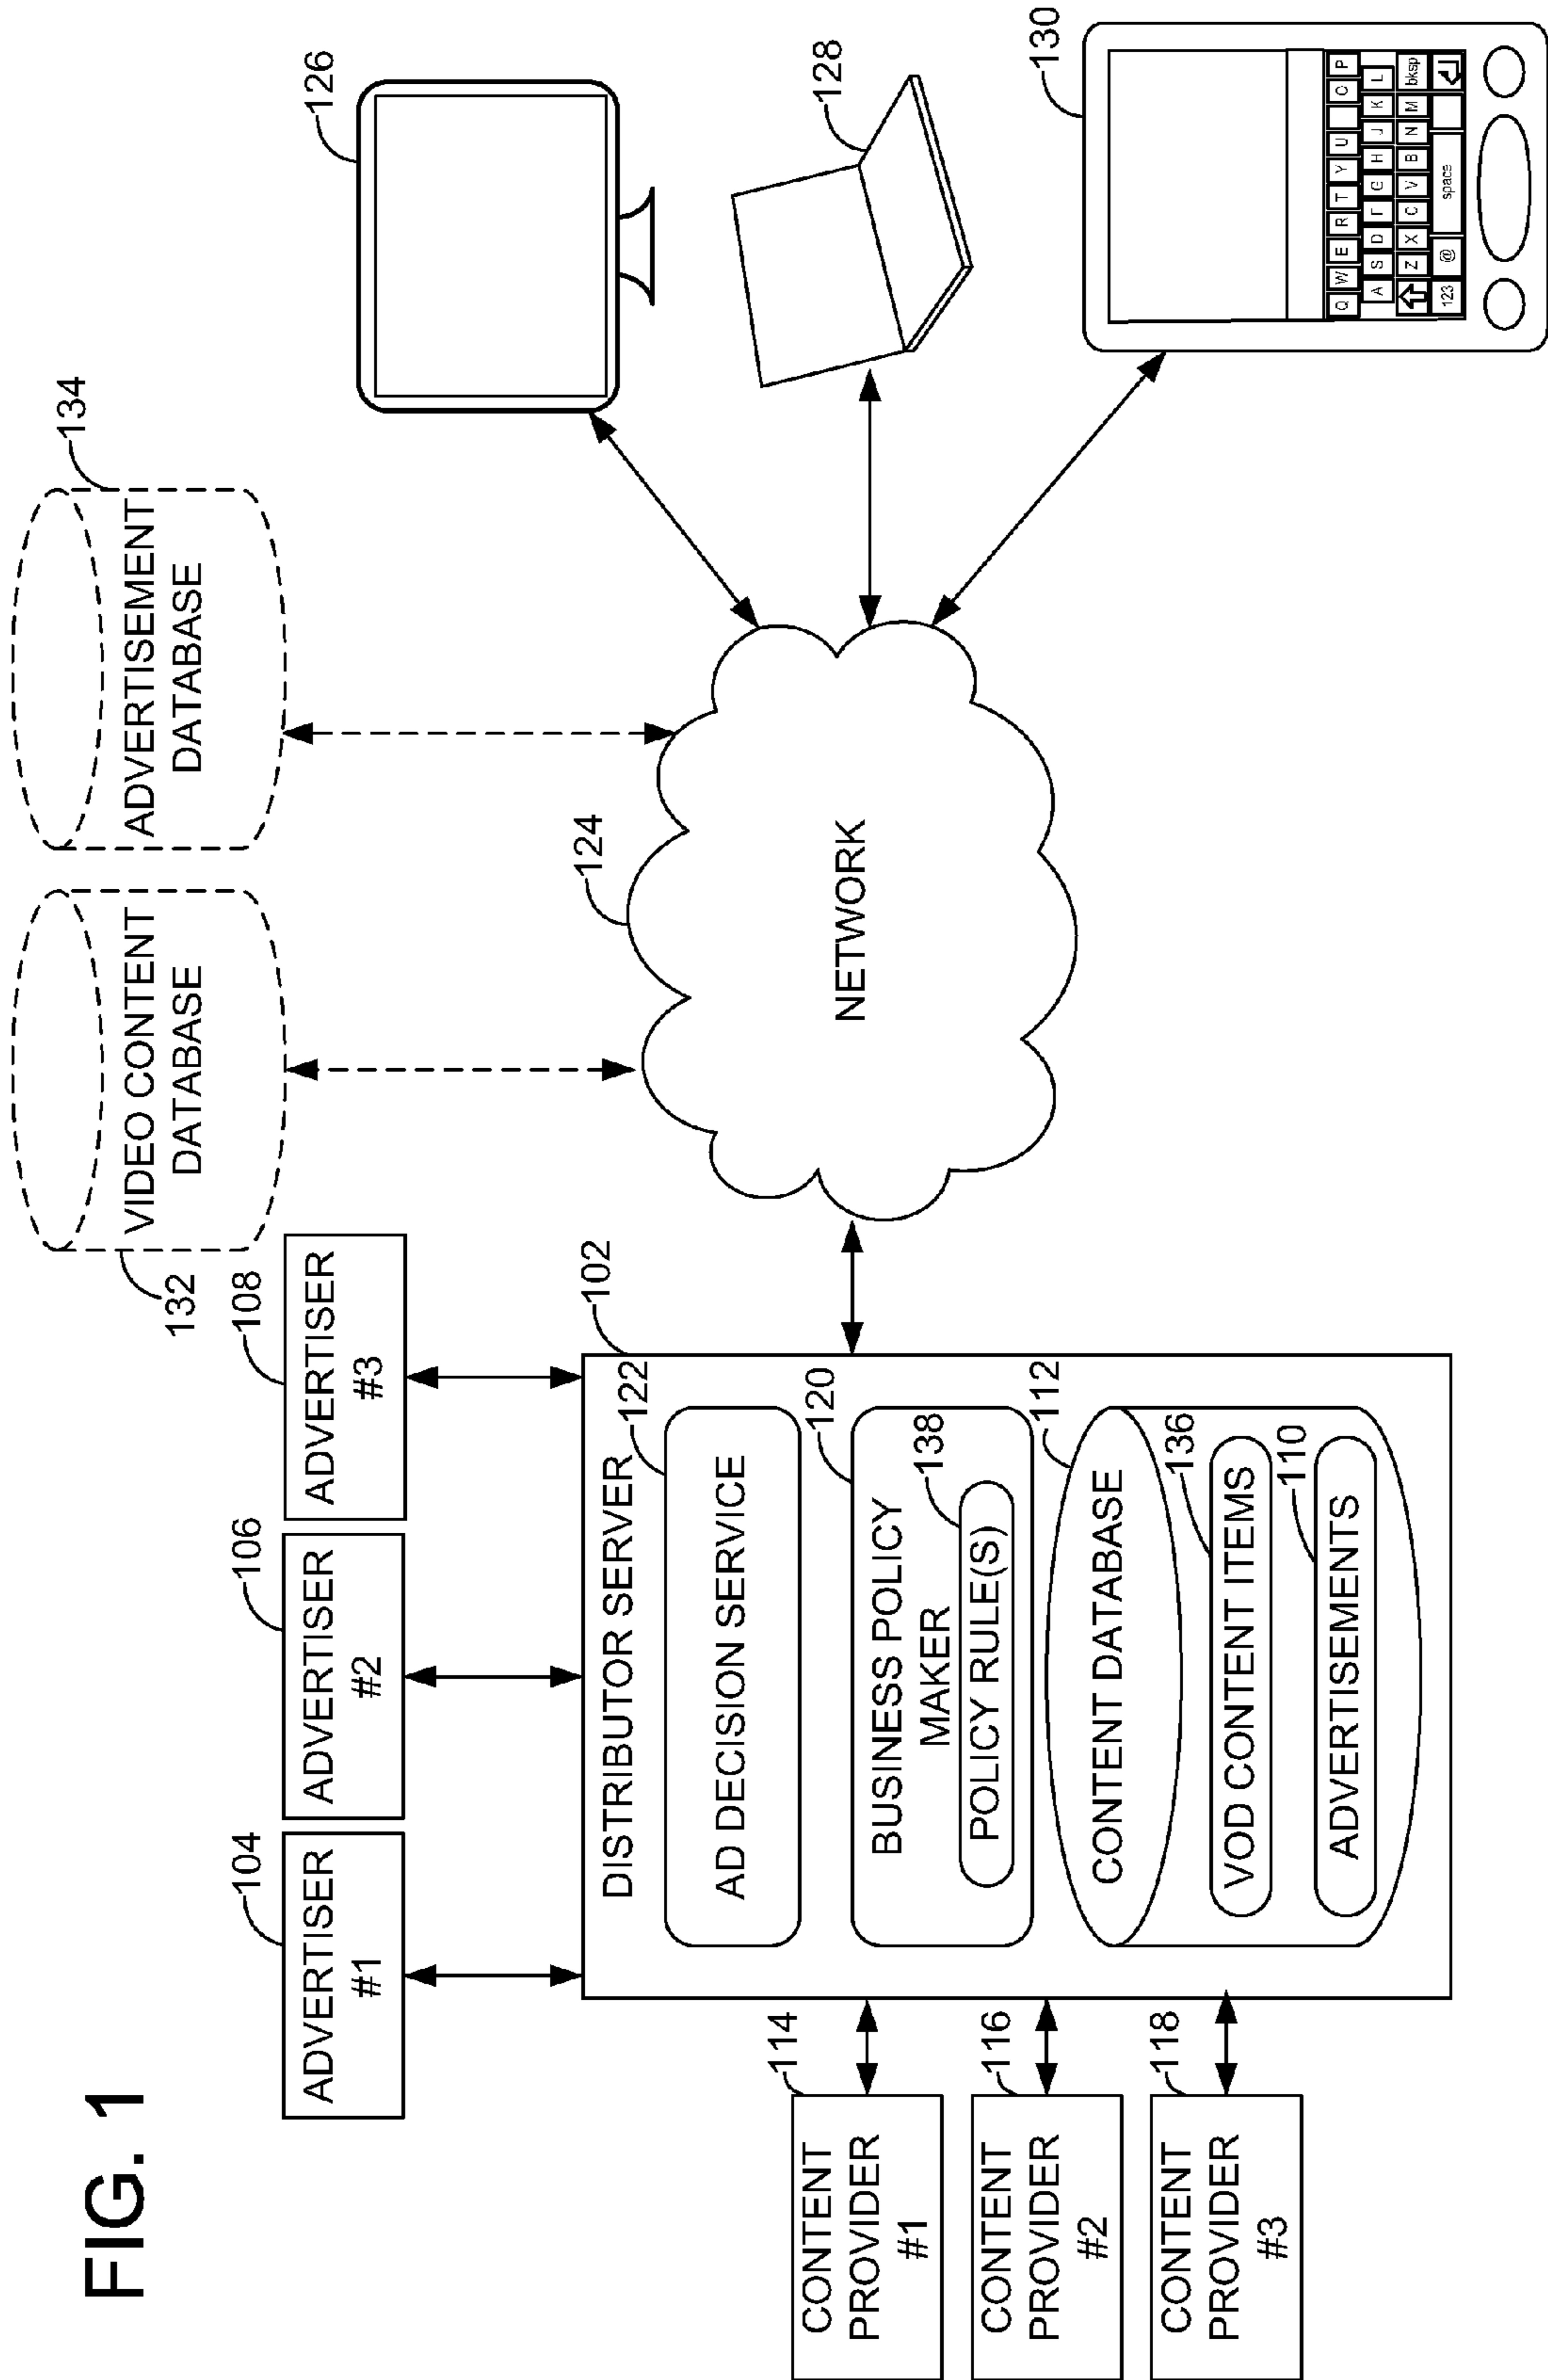 FIG. 1
ADVERTISER
#1
104
ADVERTISER
#2
106
ADVERTISER
#3
108
132
VIDEO CONTENT
DATABASE
134
ADVERTISEMENT
DATABASE
CONTENT
PROVIDER
#1
114
CONTENT
PROVIDER
#2
116
CONTENT
PROVIDER
#3
118
102
DISTRIBUTOR SERVER
122
AD DECISION SERVICE
120
BUSINESS POLICY
MAKER
138
POLICY RULE(S)
112
CONTENT DATABASE
136
VOD CONTENT ITEMS
110
ADVERTISEMENTS
124
NETWORK
126
128
130
Q W E R T Y U O P
A S D G H J K L
Z X C V B N M bksp
123 @ space